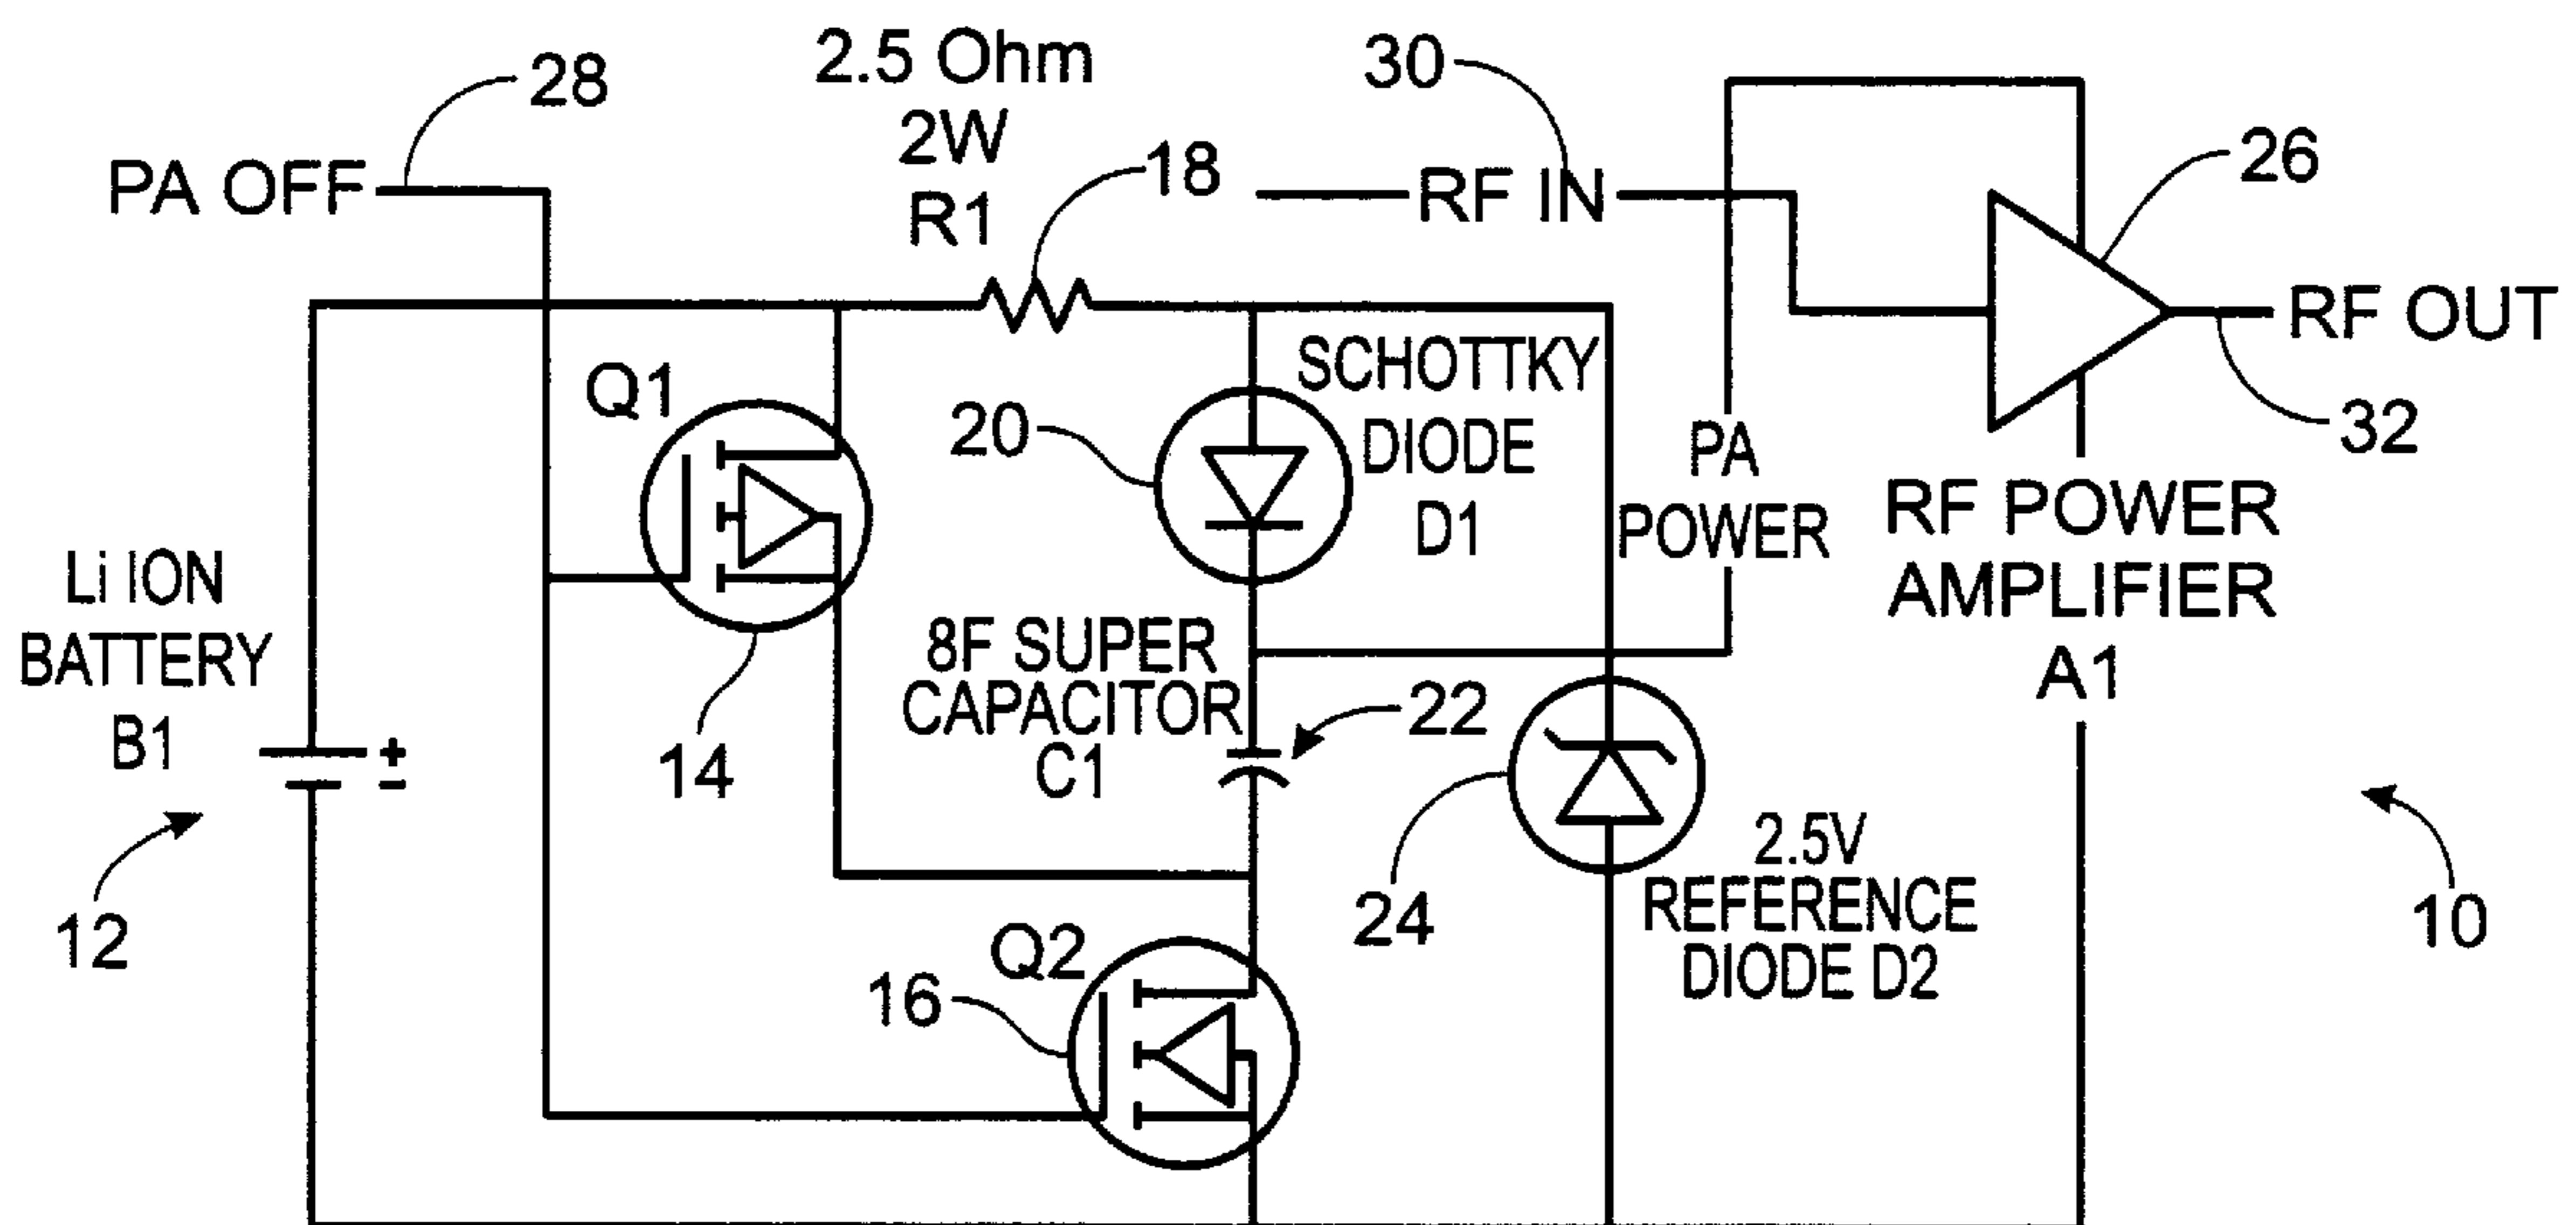 28
PA OFF
2.5 Ohm
2W
R1
18
30
RF IN
26
RF OUT
32
Q1
14
SCHOTTKY
DIODE
D1
20
PA
POWER
RF POWER
AMPLIFIER
A1
Li ION
BATTERY
B1
+
–
12
8F SUPER
CAPACITOR
C1
22
24
2.5V
REFERENCE
DIODE D2
10
Q2
16